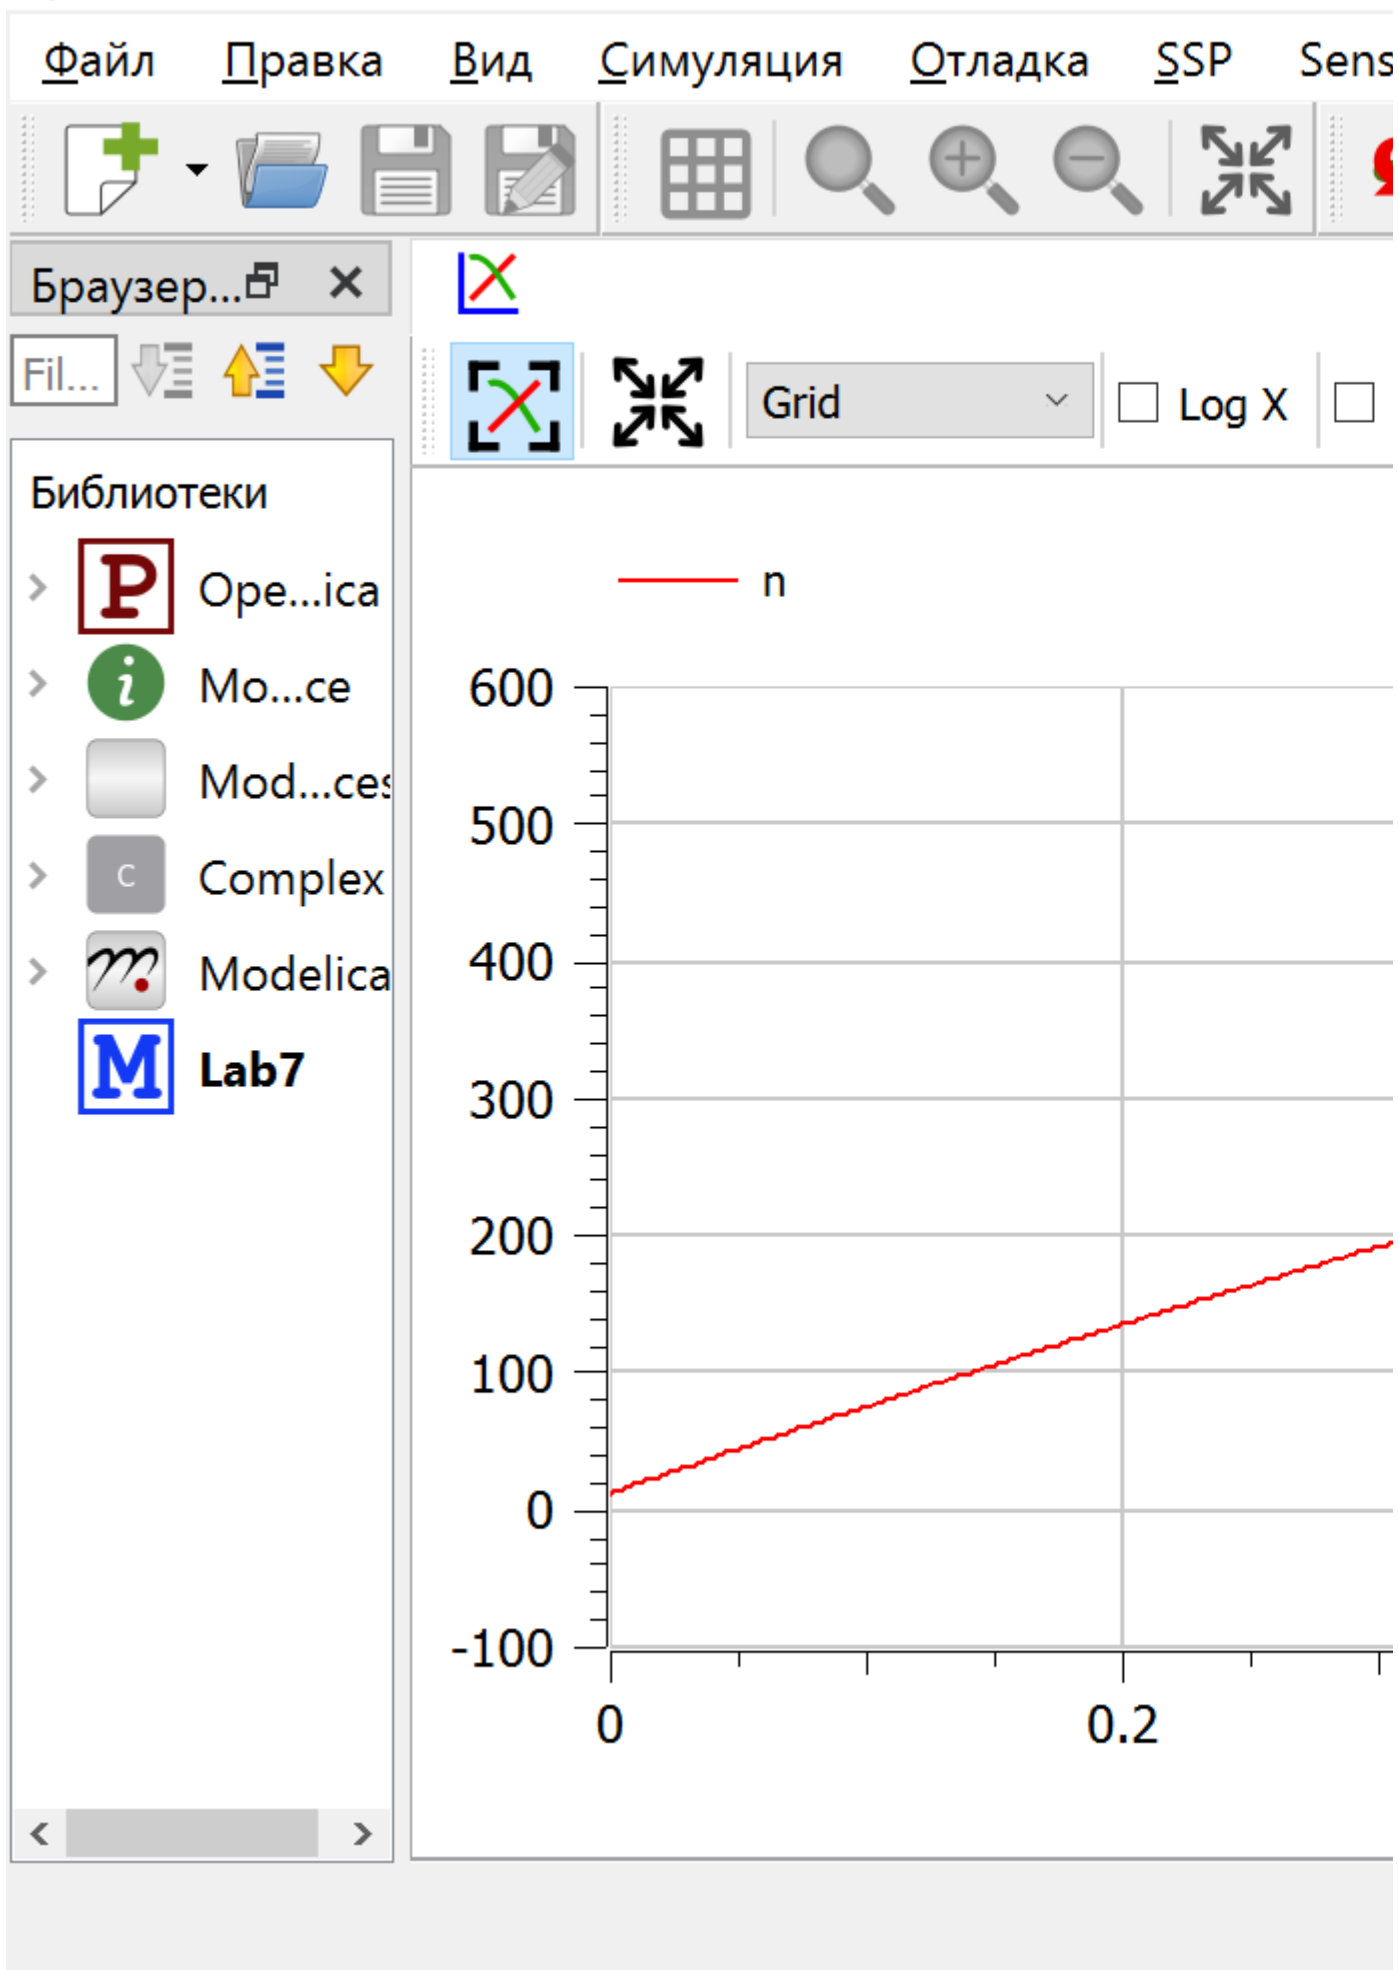 Файл Правка Вид Симуляция Отладка SSP Sens
Браузер...
Fil...
Grid Log X
Библиотеки
P Ope...ica
i Mo...ce
Mod...ces
C Complex
m Modelica
M Lab7
n
600
500
400
300
200
100
0
-100
0 0.2